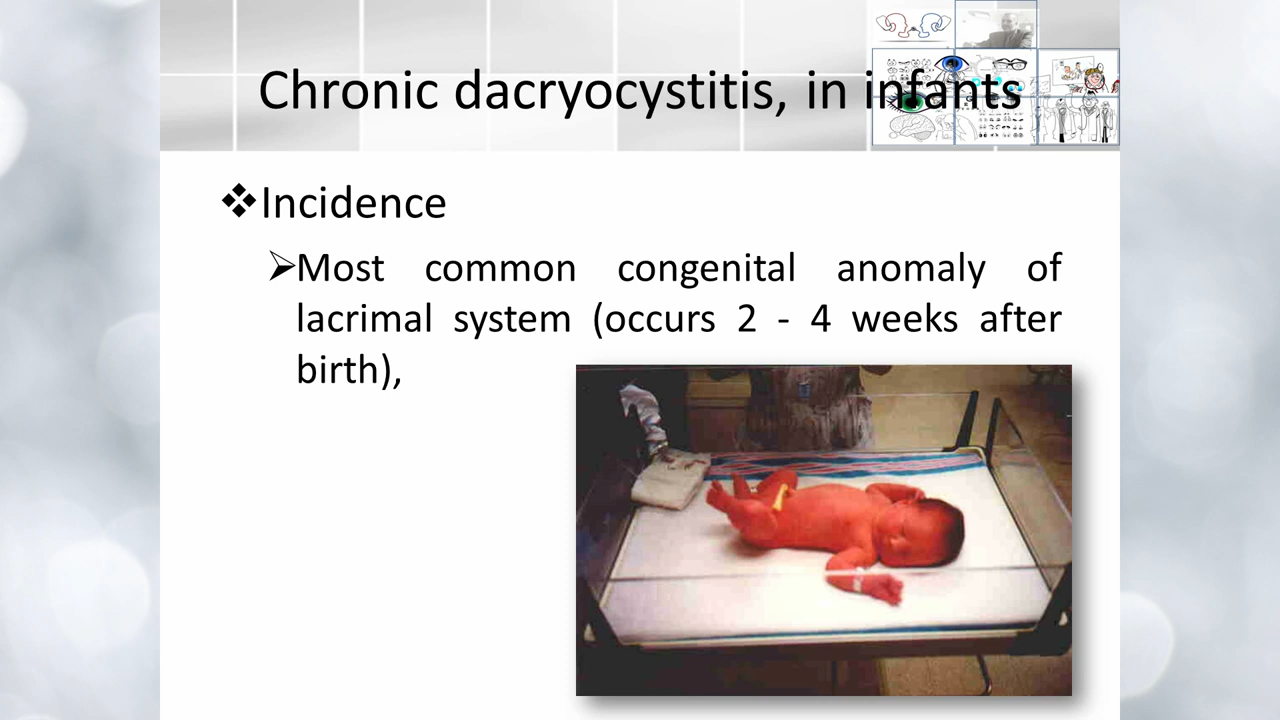 Chronic dacryocystitis, in infants
❖Incidence
➢Most common congenital anomaly of
lacrimal system (occurs 2 - 4 weeks after
birth),